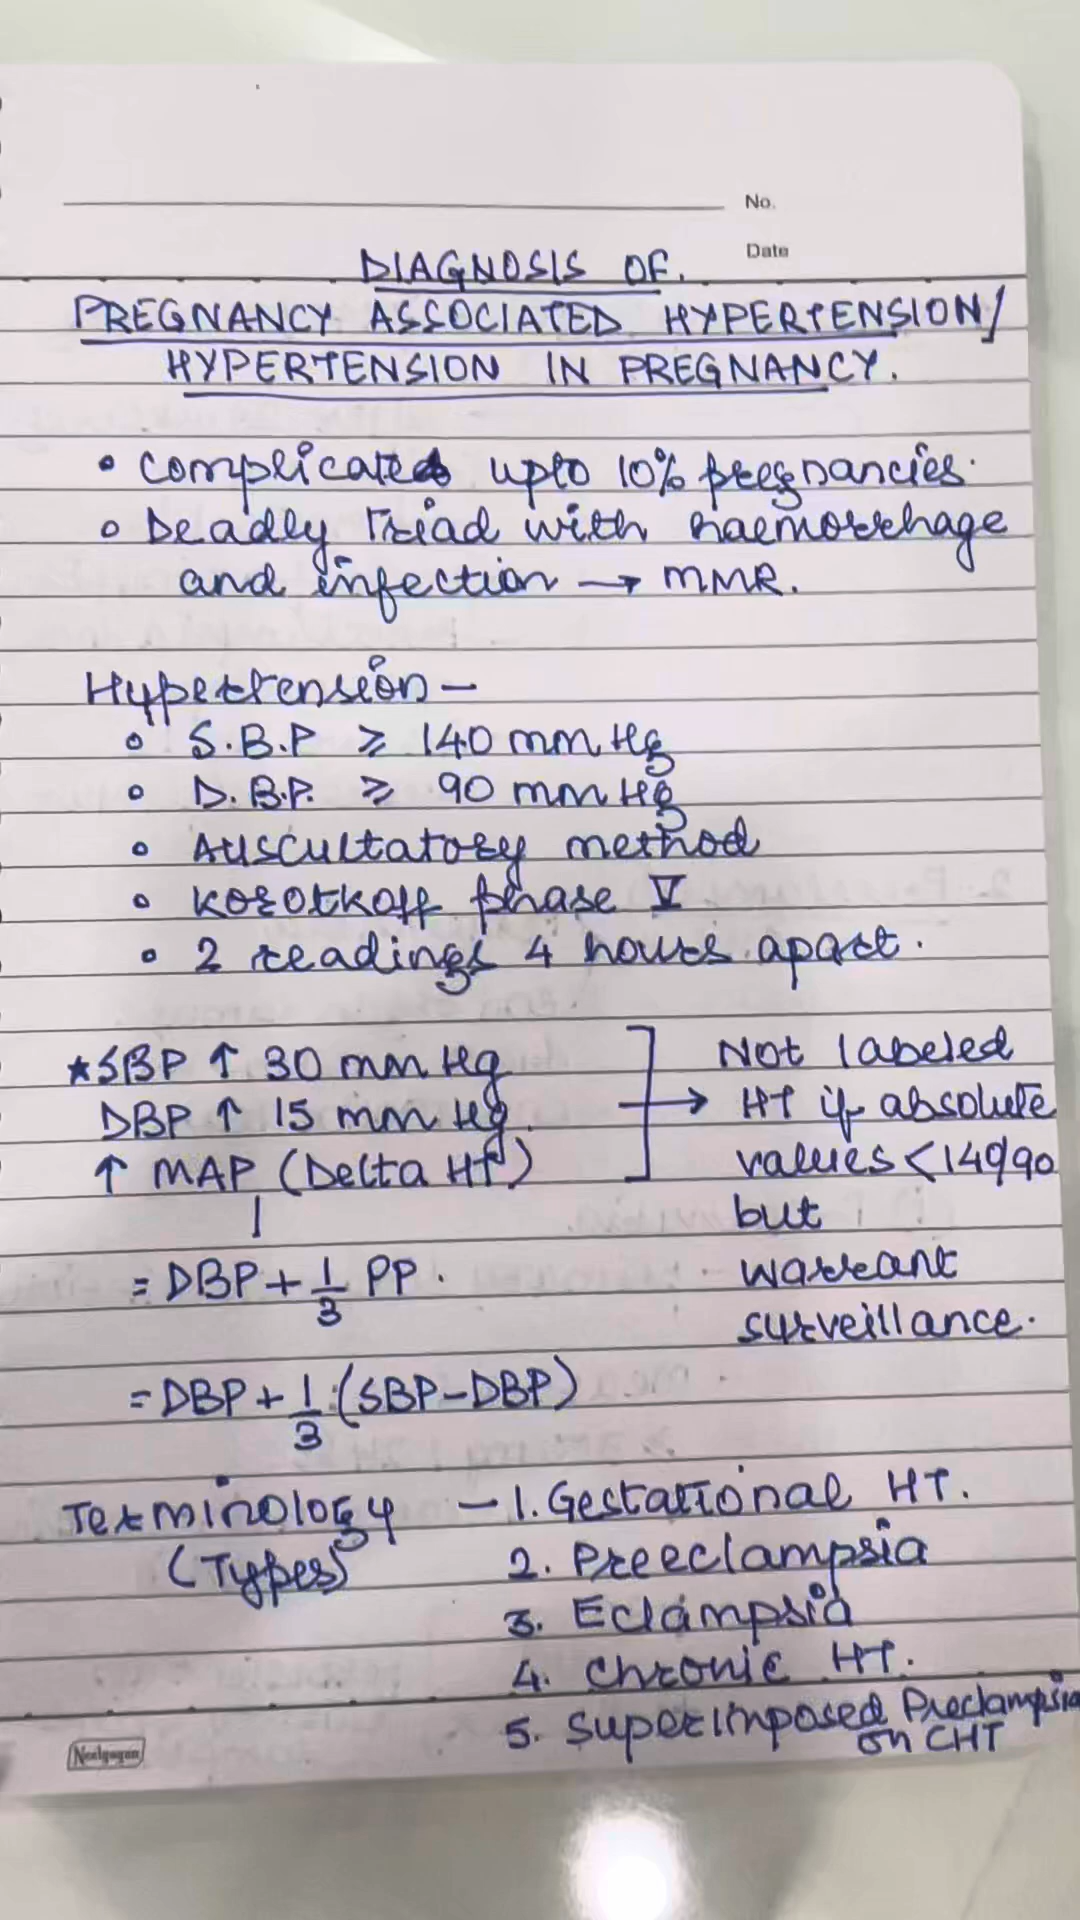 No.
Date
DIAGNOSIS OF.
PREGNANCY ASSOCIATED HYPERTENSION/
HYPERTENSION IN PREGNANCY.
• Complicates upto 10% pregnancies.
• Deadly Triad with haemorrhage
and infection → MMR.
Hypertension –
• S.B.P ≥ 140 mm Hg
• D.B.P. ≥ 90 mm Hg
• Auscultatory method
• Korotkoff phase V
• 2 readings 4 hours apart.
★SBP ↑ 30 mm Hg
DBP ↑ 15 mm Hg.
↑ MAP (Delta HT)
= DBP + 1/3 PP.
= DBP + 1/3 (SBP–DBP)
→ Not labeled
HT if absolute
values < 140/90
but
warrant
surveillance.
Terminology – 1. Gestational HT.
(Types)
2. Preeclampsia
3. Eclampsia
4. Chronic HT.
5. Superimposed Preclampsia
on CHT
Neelgagan